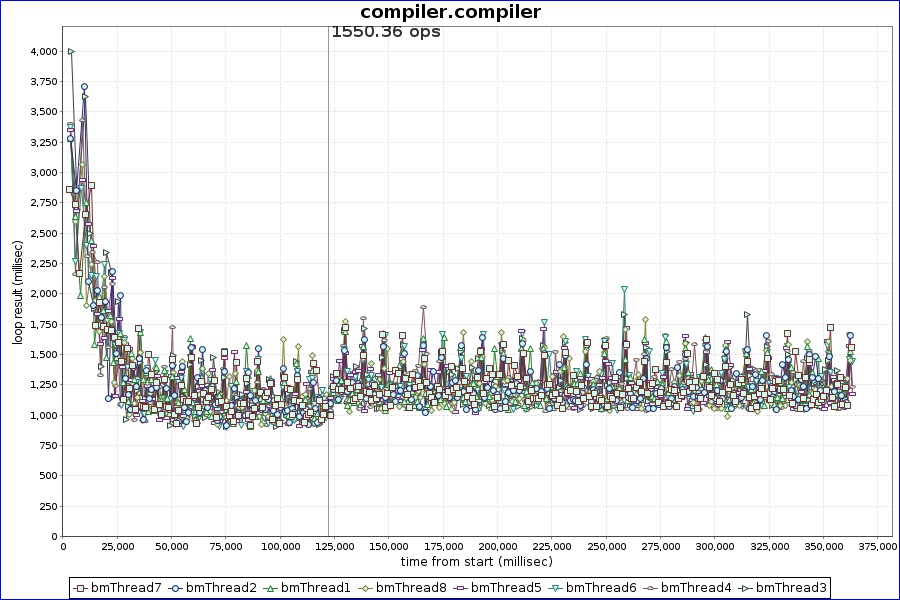 compiler.compiler
1550.36 ops
4,000
3,750
3,500
3,250
3,000
2,750
2,500
2,250
2,000
1,750
1,500
1,250
1,000
750
500
250
0
loop result (millisec)
0 25,000 50,000 75,000 100,000 125,000 150,000 175,000 200,000 225,000 250,000 275,000 300,000 325,000 350,000 375,000
time from start (millisec)
bmThread7 bmThread2 bmThread1 bmThread8 bmThread5 bmThread6 bmThread4 bmThread3